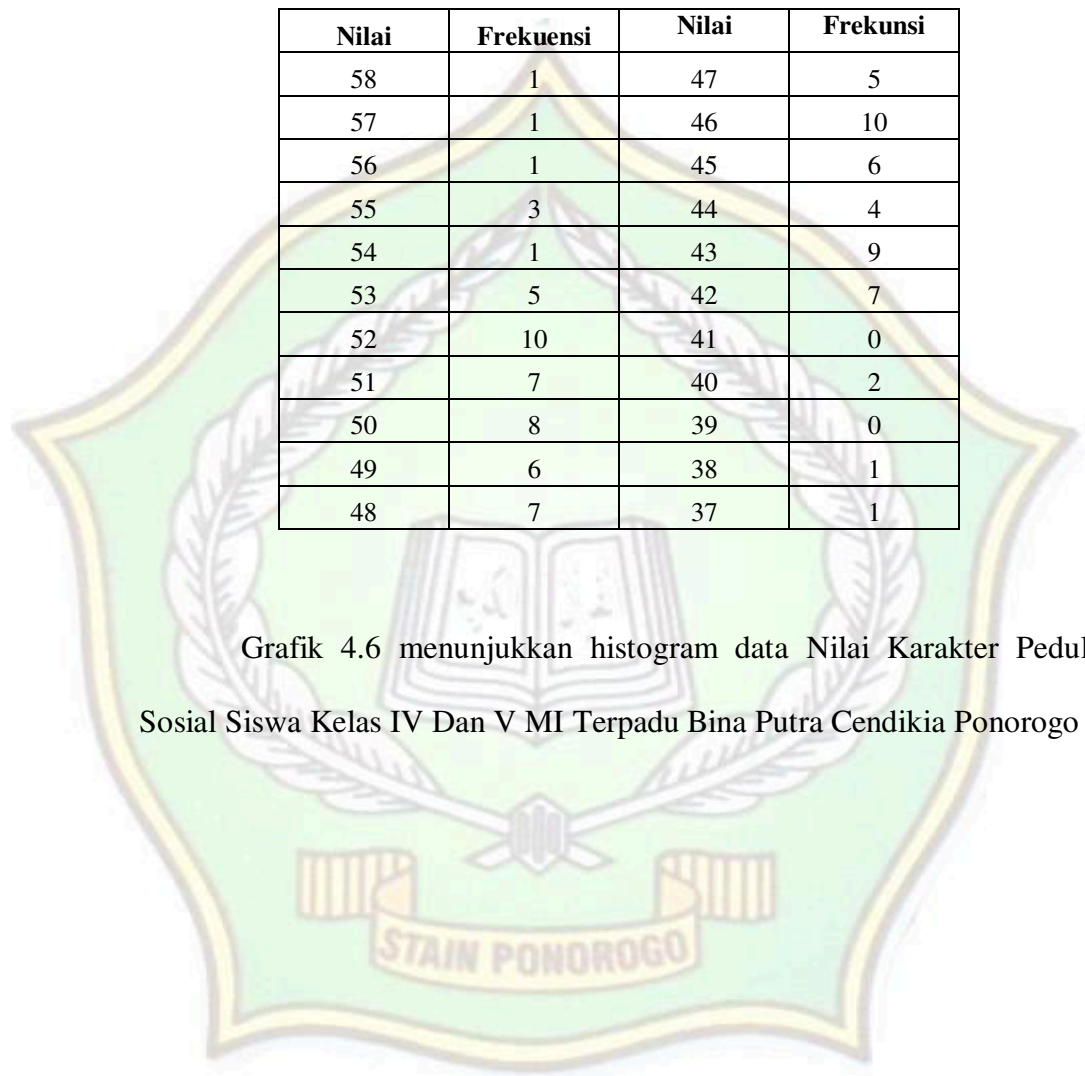 Nilai Frekuensi Nilai Frekunsi
58 1 47 5
57 1 46 10
56 1 45 6
55 3 44 4
54 1 43 9
53 5 42 7
52 10 41 0
51 7 40 2
50 8 39 0
49 6 38 1
48 7 37 1
Grafik 4.6 menunjukkan histogram data Nilai Karakter Pedul
Sosial Siswa Kelas IV Dan V MI Terpadu Bina Putra Cendikia Ponorogo
STAIN PONOROGO